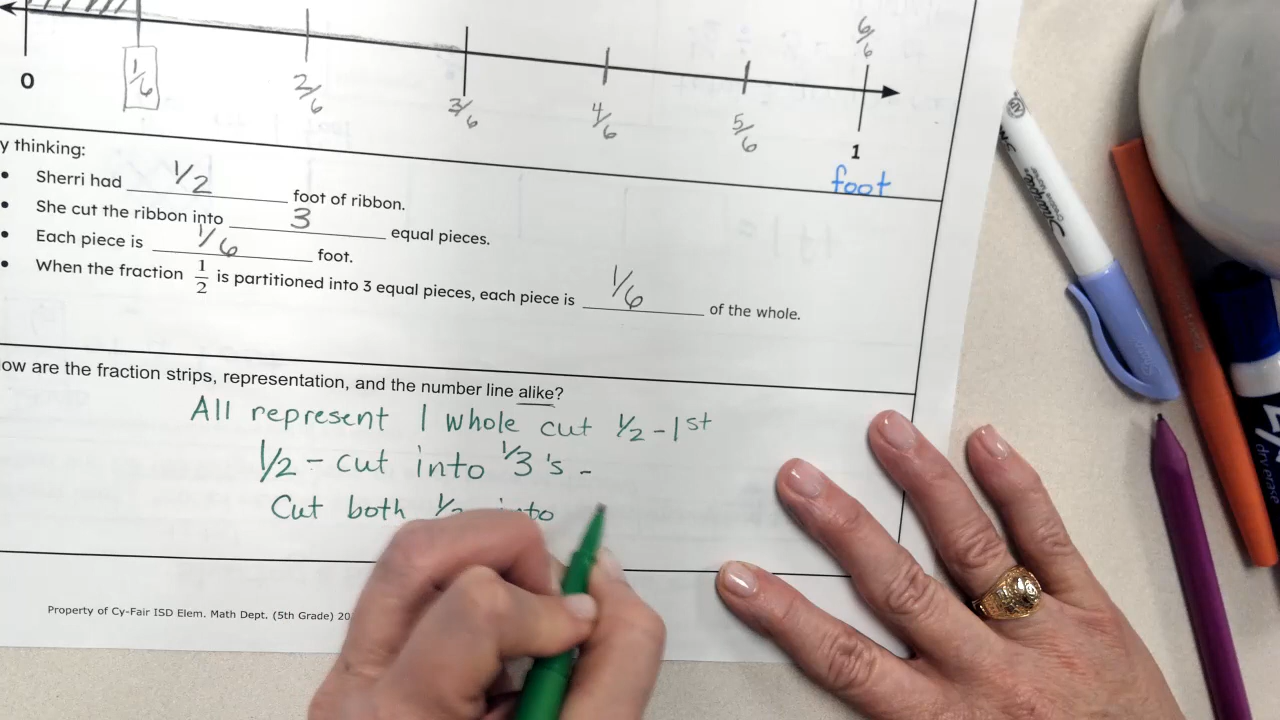 6/6
0
1/6
2/6
3/6
4/6
5/6
1
foot
y thinking:
• Sherri had 1/2 foot of ribbon.
• She cut the ribbon into 3 equal pieces.
• Each piece is 1/6 foot.
• When the fraction 1/2 is partitioned into 3 equal pieces, each piece is 1/6 of the whole.
ow are the fraction strips, representation, and the number line alike?
All represent 1 whole cut 1/2 - 1st
1/2 - cut into 1/3's -
Cut both 1/2 into
Property of Cy-Fair ISD Elem. Math Dept. (5th Grade) 20